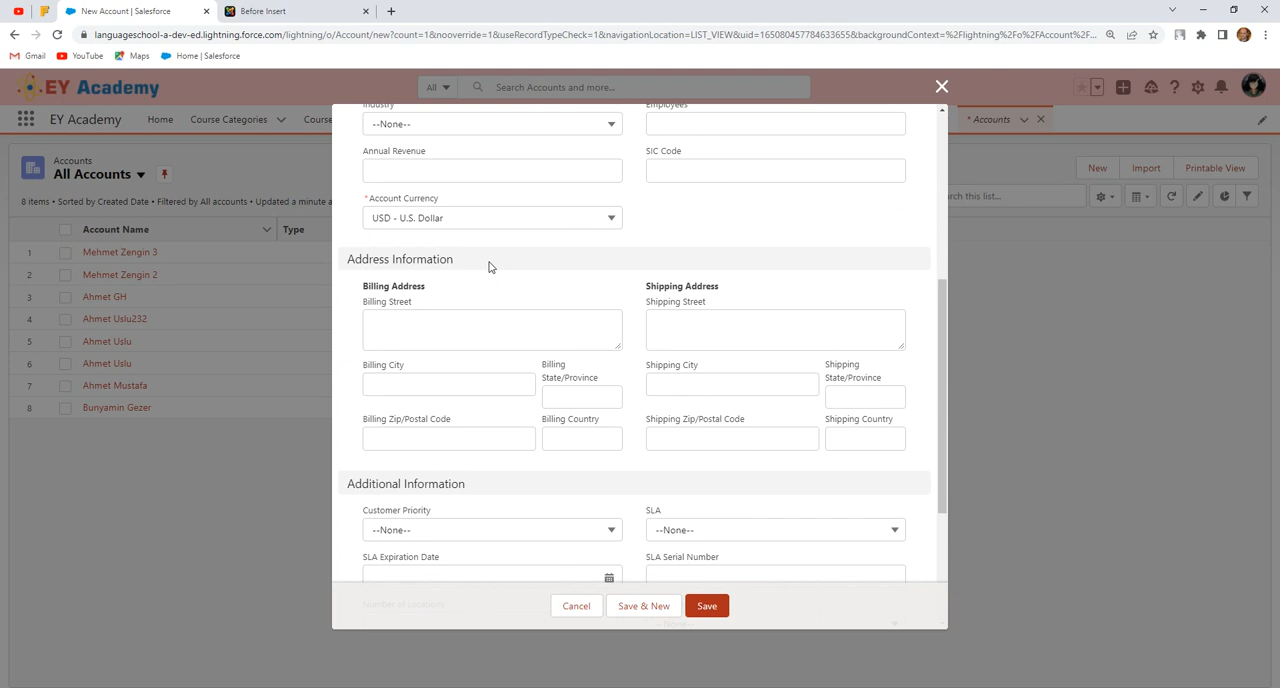 New Account | Salesforce
Before Insert
languageschool-a-dev-ed.lightning.force.com/lightning/o/Account/new?count=1&nooverride=1&useRecordTypeCheck=1&navigationLocation=LIST_VIEW&uid=165080457784633655&backgroundContext=%2Flightning%2Fo%2FAccount%2F...
Gmail
YouTube
Maps
Home | Salesforce
EY Academy
All
Search Accounts and more...
EY Academy
Home
Course Categories
Course
* Accounts
Accounts
All Accounts
8 items • Sorted by Created Date • Filtered by All accounts • Updated a minute a
New
Import
Printable View
rch this list...
Account Name
Type
1 Mehmet Zengin 3
2 Mehmet Zengin 2
3 Ahmet GH
4 Ahmet Uslu232
5 Ahmet Uslu
6 Ahmet Uslu
7 Ahmet Mustafa
8 Bunyamin Gezer
Industry
Employees
--None--
Annual Revenue
SIC Code
* Account Currency
USD - U.S. Dollar
Address Information
Billing Address
Shipping Address
Billing Street
Shipping Street
Billing City
Billing
State/Province
Shipping City
Shipping
State/Province
Billing Zip/Postal Code
Billing Country
Shipping Zip/Postal Code
Shipping Country
Additional Information
Customer Priority
SLA
--None--
--None--
SLA Expiration Date
SLA Serial Number
Number of Locations
--None--
Cancel
Save & New
Save